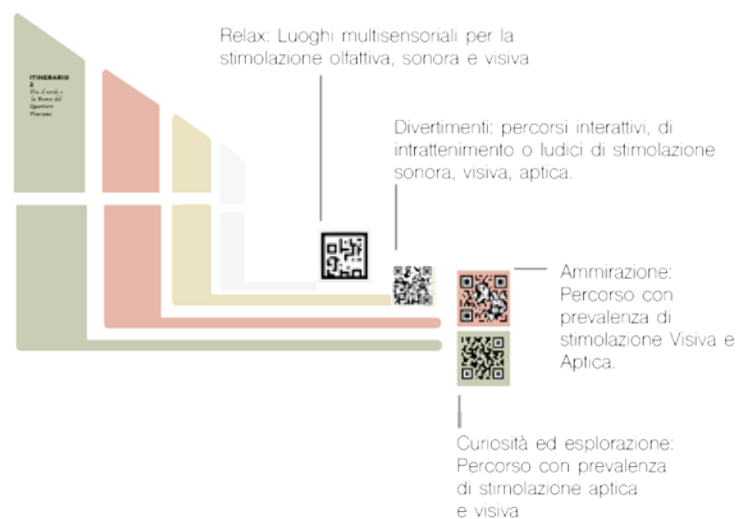 Relax: Luoghi multisensoriali per la
stimolazione olfattiva, sonora e visiva
ITINERARIO
2
Quartiere
Divertimenti: percorsi interattivi, di
intrattenimento o ludici di stimolazione
sonora, visiva, aptica.
Ammirazione:
Percorso con
prevalenza di
stimolazione Visiva e
Aptica.
Curiosità ed esplorazione:
Percorso con prevalenza
di stimolazione aptica
e visiva